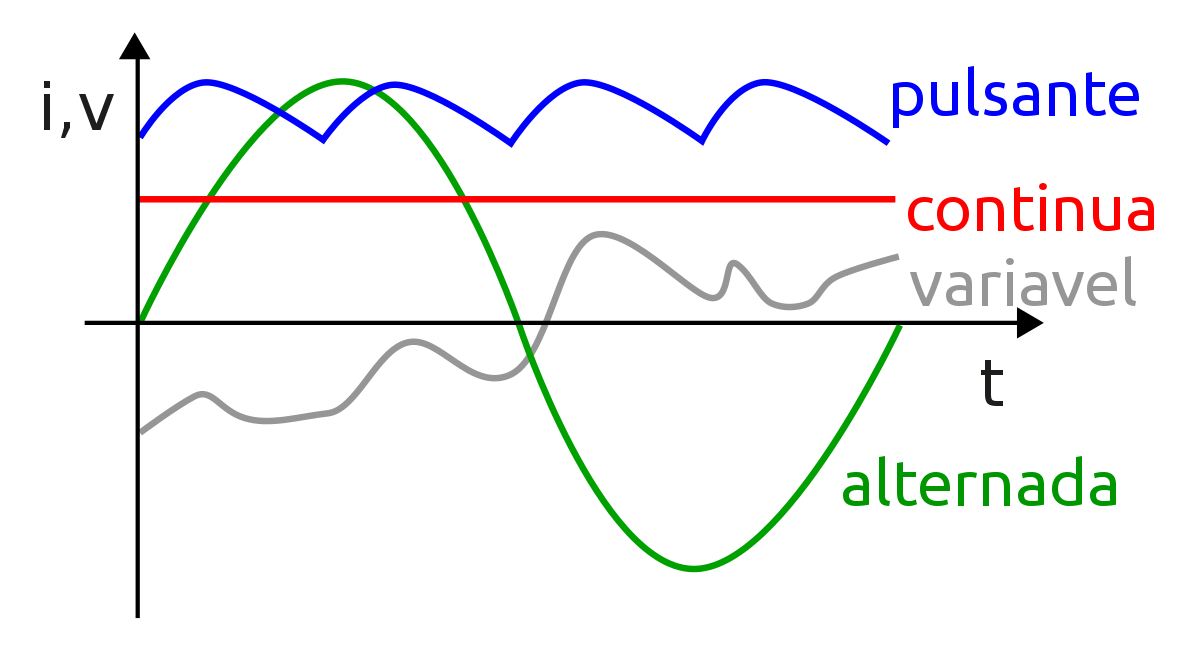 i,v
pulsante
continua
variavel
t
alternada